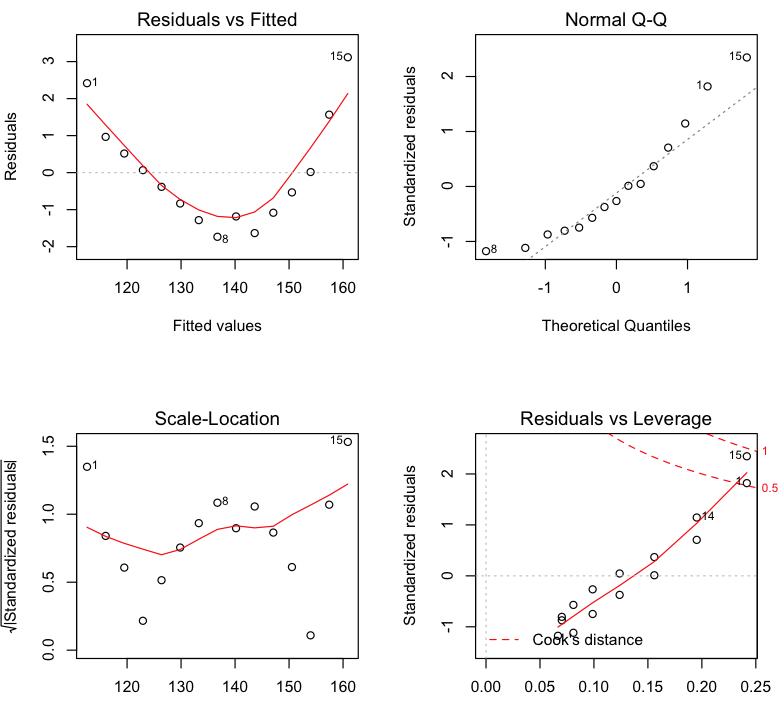 Residuals vs Fitted
Residuals
3
2
1
0
-1
-2
1
15
8
120 130 140 150 160
Fitted values
Normal Q-Q
Standardized residuals
2
1
0
-1
15
1
8
-1 0 1
Theoretical Quantiles
Scale-Location
√|Standardized residuals|
1.5
1.0
0.5
0.0
1
15
8
120 130 140 150 160
Residuals vs Leverage
Standardized residuals
2
1
0
-1
15
1
14
1
0.5
Cook's distance
0.00 0.05 0.10 0.15 0.20 0.25